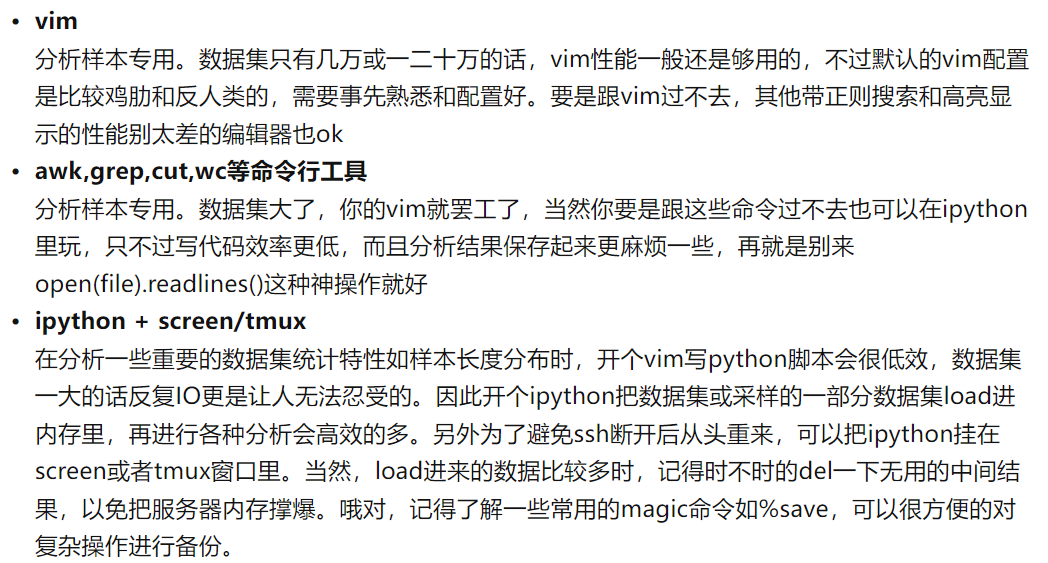 • vim
分析样本专用。数据集只有几万或一二十万的话，vim性能一般还是够用的，不过默认的vim配置
是比较鸡肋和反人类的，需要事先熟悉和配置好。要是跟vim过不去，其他带正则搜索和高亮显
示的性能别太差的编辑器也ok
• awk,grep,cut,wc等命令行工具
分析样本专用。数据集大了，你的vim就罢工了，当然你要是跟这些命令过不去也可以在ipython
里玩，只不过写代码效率更低，而且分析结果保存起来更麻烦一些，再就是别来
open(file).readlines()这种神操作就好
• ipython + screen/tmux
在分析一些重要的数据集统计特性如样本长度分布时，开个vim写python脚本会很低效，数据集
一大的话反复IO更是让人无法忍受的。因此开个ipython把数据集或采样的一部分数据集load进
内存里，再进行各种分析会高效的多。另外为了避免ssh断开后从头重来，可以把ipython挂在
screen或者tmux窗口里。当然，load进来的数据比较多时，记得时不时的del一下无用的中间结
果，以免把服务器内存撑爆。哦对，记得了解一些常用的magic命令如%save，可以很方便的对
复杂操作进行备份。